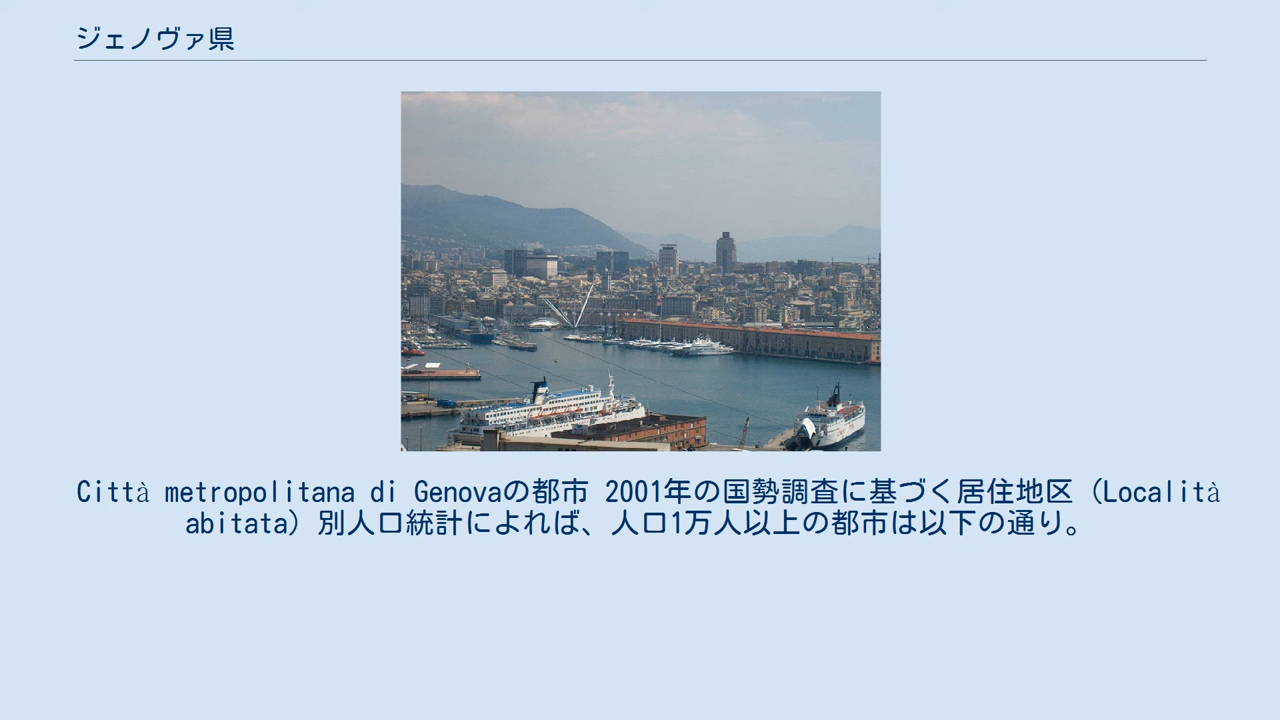 ジェノヴァ県
Città metropolitana di Genovaの都市 2001年の国勢調査に基づく居住地区（Località
abitata）別人口統計によれば、人口1万人以上の都市は以下の通り。